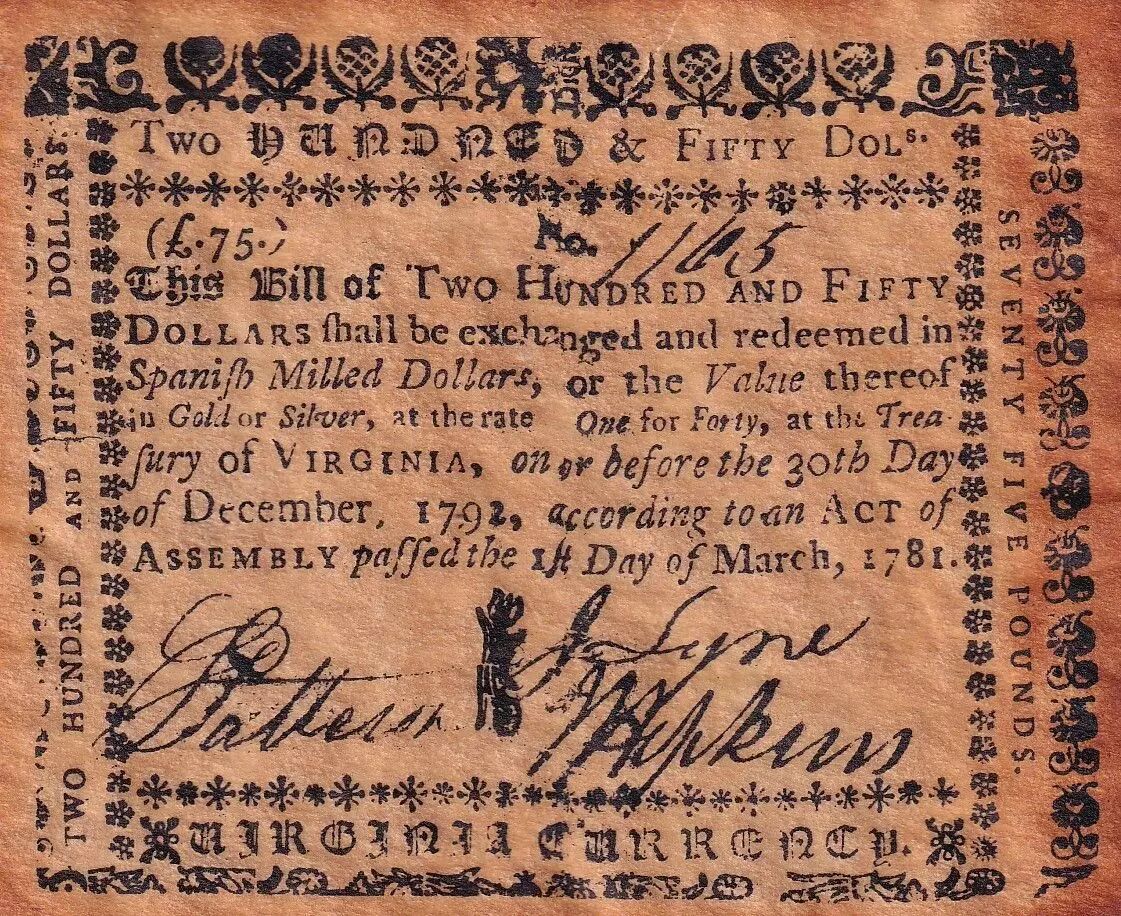 Two HUNDRED & FIFTY DOLs.
(£.75.)
No. 1165
This Bill of TWO HUNDRED AND FIFTY
DOLLARS ſhall be exchanged and redeemed in
Spaniſh Milled Dollars, or the Value thereof
in Gold or Silver, at the rate One for Forty, at the Trea-
ſury of VIRGINIA, on or before the 30th Day
of December, 1792, according to an ACT of
ASSEMBLY paſſed the 1ſt Day of March, 1781.
J. Lyne
B Patteson
J Hopkins
VIRGINIA CURRENCY.
TWO HUNDRED AND FIFTY DOLLARS
SEVENTY FIVE POUNDS.